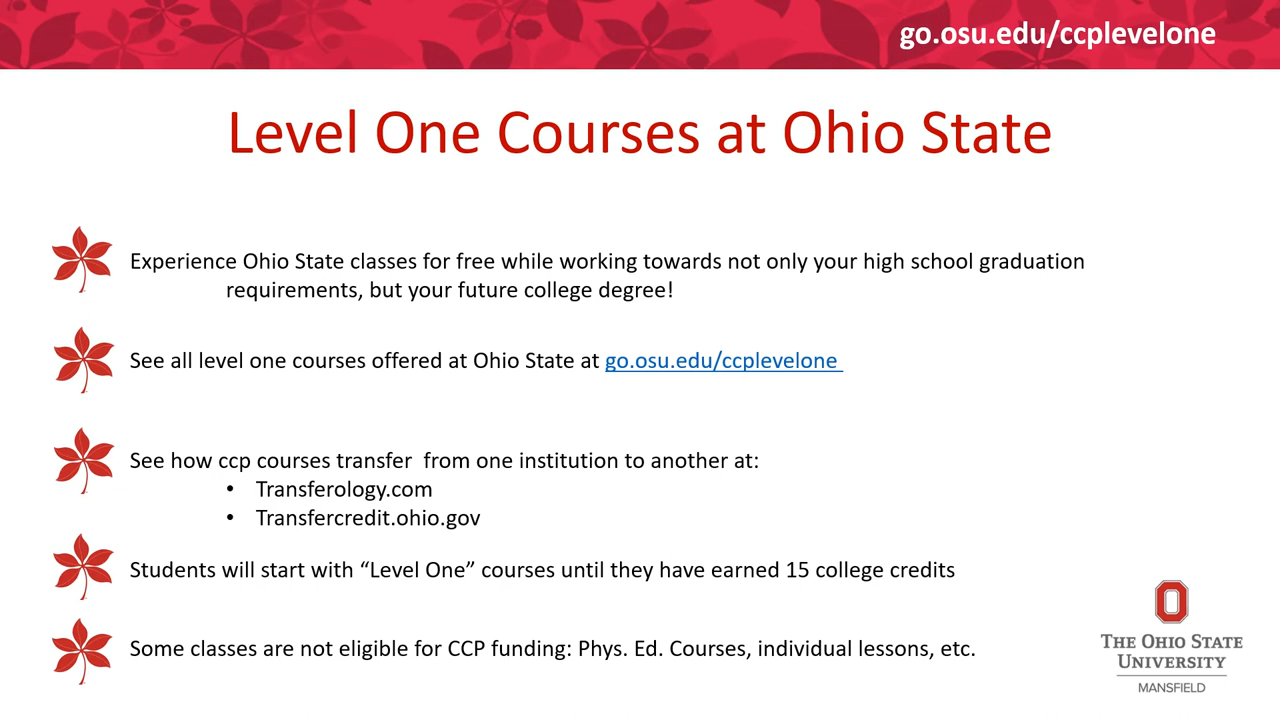 go.osu.edu/ccplevelone
Level One Courses at Ohio State
Experience Ohio State classes for free while working towards not only your high school graduation
requirements, but your future college degree!
See all level one courses offered at Ohio State at go.osu.edu/ccplevelone
See how ccp courses transfer  from one institution to another at:
• Transferology.com
• Transfercredit.ohio.gov
Students will start with “Level One” courses until they have earned 15 college credits
Some classes are not eligible for CCP funding: Phys. Ed. Courses, individual lessons, etc.
THE OHIO STATE
UNIVERSITY
MANSFIELD